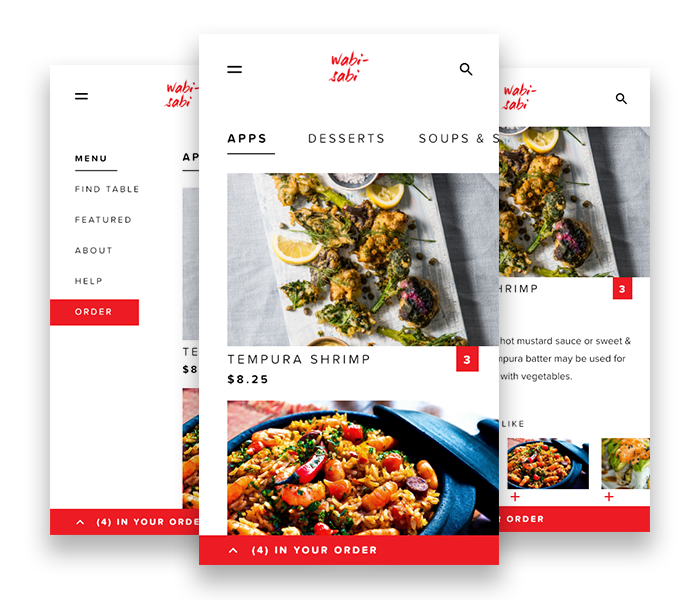 wabi-
sabi
MENU
AP
FIND TABLE
FEATURED
ABOUT
HELP
ORDER
TE
$8
(4) IN YOUR ORDE
wabi-
sabi
APPS DESSERTS SOUPS & S
TEMPURA SHRIMP 3
$8.25
(4) IN YOUR ORDER
wabi-
sabi
HRIMP 3
hot mustard sauce or sweet &
mpura batter may be used for
with vegetables.
LIKE
+ +
ORDER